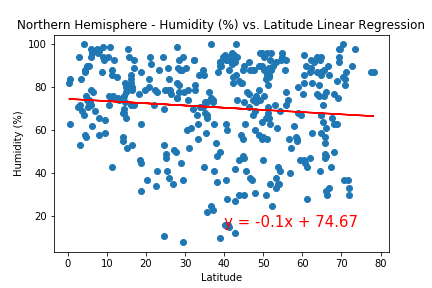 Northern Hemisphere - Humidity (%) vs. Latitude Linear Regression
100
80
60
40
20
Humidity (%)
y = -0.1x + 74.67
0 10 20 30 40 50 60 70 80
Latitude